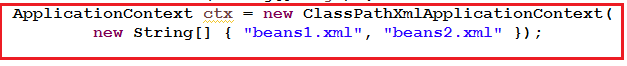 ApplicationContext ctx = new ClassPathXmlApplicationContext(
new String[] { "beans1.xml", "beans2.xml" });